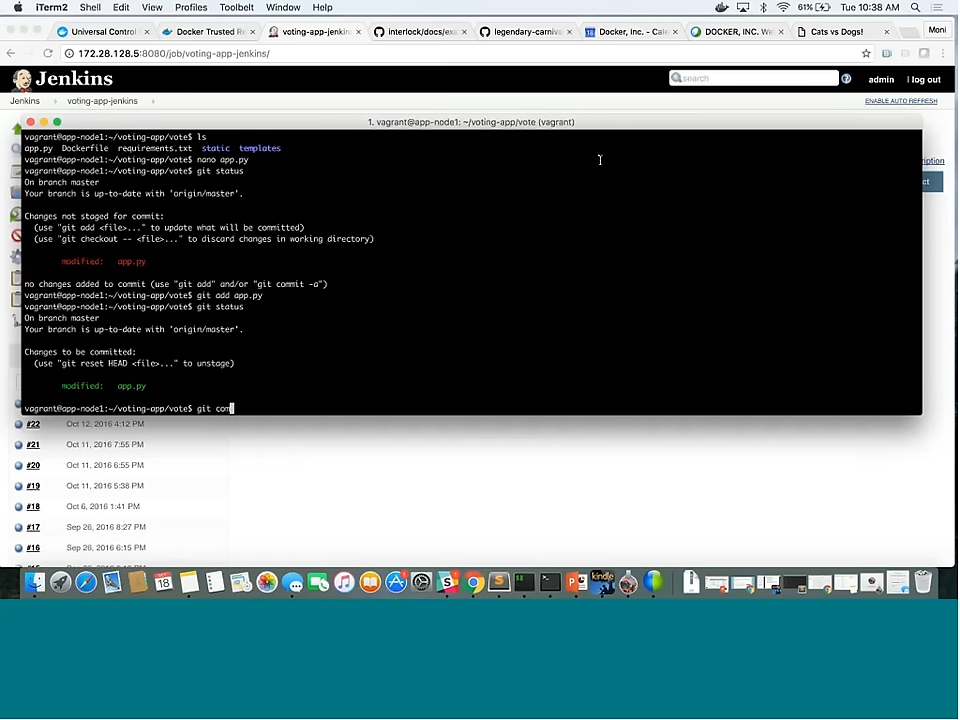 iTerm2 Shell Edit View Profiles Toolbelt Window Help 61% Tue 10:38 AM
Universal Control Docker Trusted Re voting-app-jenkins interlock/docs/exa legendary-carniva Docker, Inc. - Cale DOCKER, INC. We Cats vs Dogs! Moni
172.28.128.5:8080/job/voting-app-jenkins/
Jenkins search admin log out
Jenkins voting-app-jenkins ENABLE AUTO REFRESH
1. vagrant@app-node1: ~/voting-app/vote (vagrant)
vagrant@app-node1:~/voting-app/vote$ ls
app.py Dockerfile requirements.txt static templates
vagrant@app-node1:~/voting-app/vote$ nano app.py
vagrant@app-node1:~/voting-app/vote$ git status
On branch master
Your branch is up-to-date with 'origin/master'.
Changes not staged for commit:
(use "git add <file>..." to update what will be committed)
(use "git checkout -- <file>..." to discard changes in working directory)
modified: app.py
no changes added to commit (use "git add" and/or "git commit -a")
vagrant@app-node1:~/voting-app/vote$ git add app.py
vagrant@app-node1:~/voting-app/vote$ git status
On branch master
Your branch is up-to-date with 'origin/master'.
Changes to be committed:
(use "git reset HEAD <file>..." to unstage)
modified: app.py
vagrant@app-node1:~/voting-app/vote$ git com
ription
ct
#22 Oct 12, 2016 4:12 PM
#21 Oct 11, 2016 7:55 PM
#20 Oct 11, 2016 6:55 PM
#19 Oct 11, 2016 5:38 PM
#18 Oct 6, 2016 1:41 PM
#17 Sep 26, 2016 8:27 PM
#16 Sep 26, 2016 6:15 PM
18
kindle